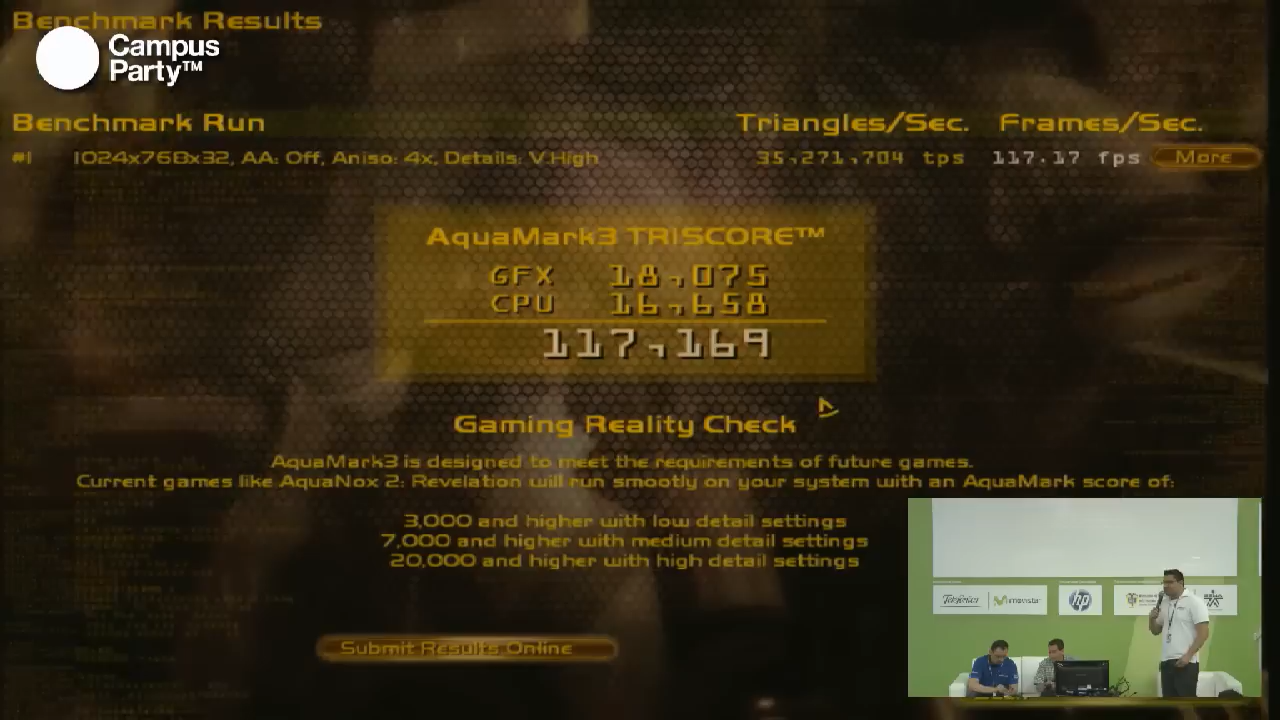 Benchmark Results
Campus
Party™
Benchmark Run
Triangles/Sec. Frames/Sec.
#1 1024x768x32, AA: Off, Aniso: 4x, Details: V.High 35,271,704 tps 117.17 fps More
AquaMark3 TRISCORE™
GFX 18,075
CPU 16,658
117,169
Gaming Reality Check
AquaMark3 is designed to meet the requirements of future games.
Current games like AquaNox 2: Revelation will run smootly on your system with an AquaMark score of:
3,000 and higher with low detail settings
7,000 and higher with medium detail settings
20,000 and higher with high detail settings
Submit Results Online
Telefónica movistar hp